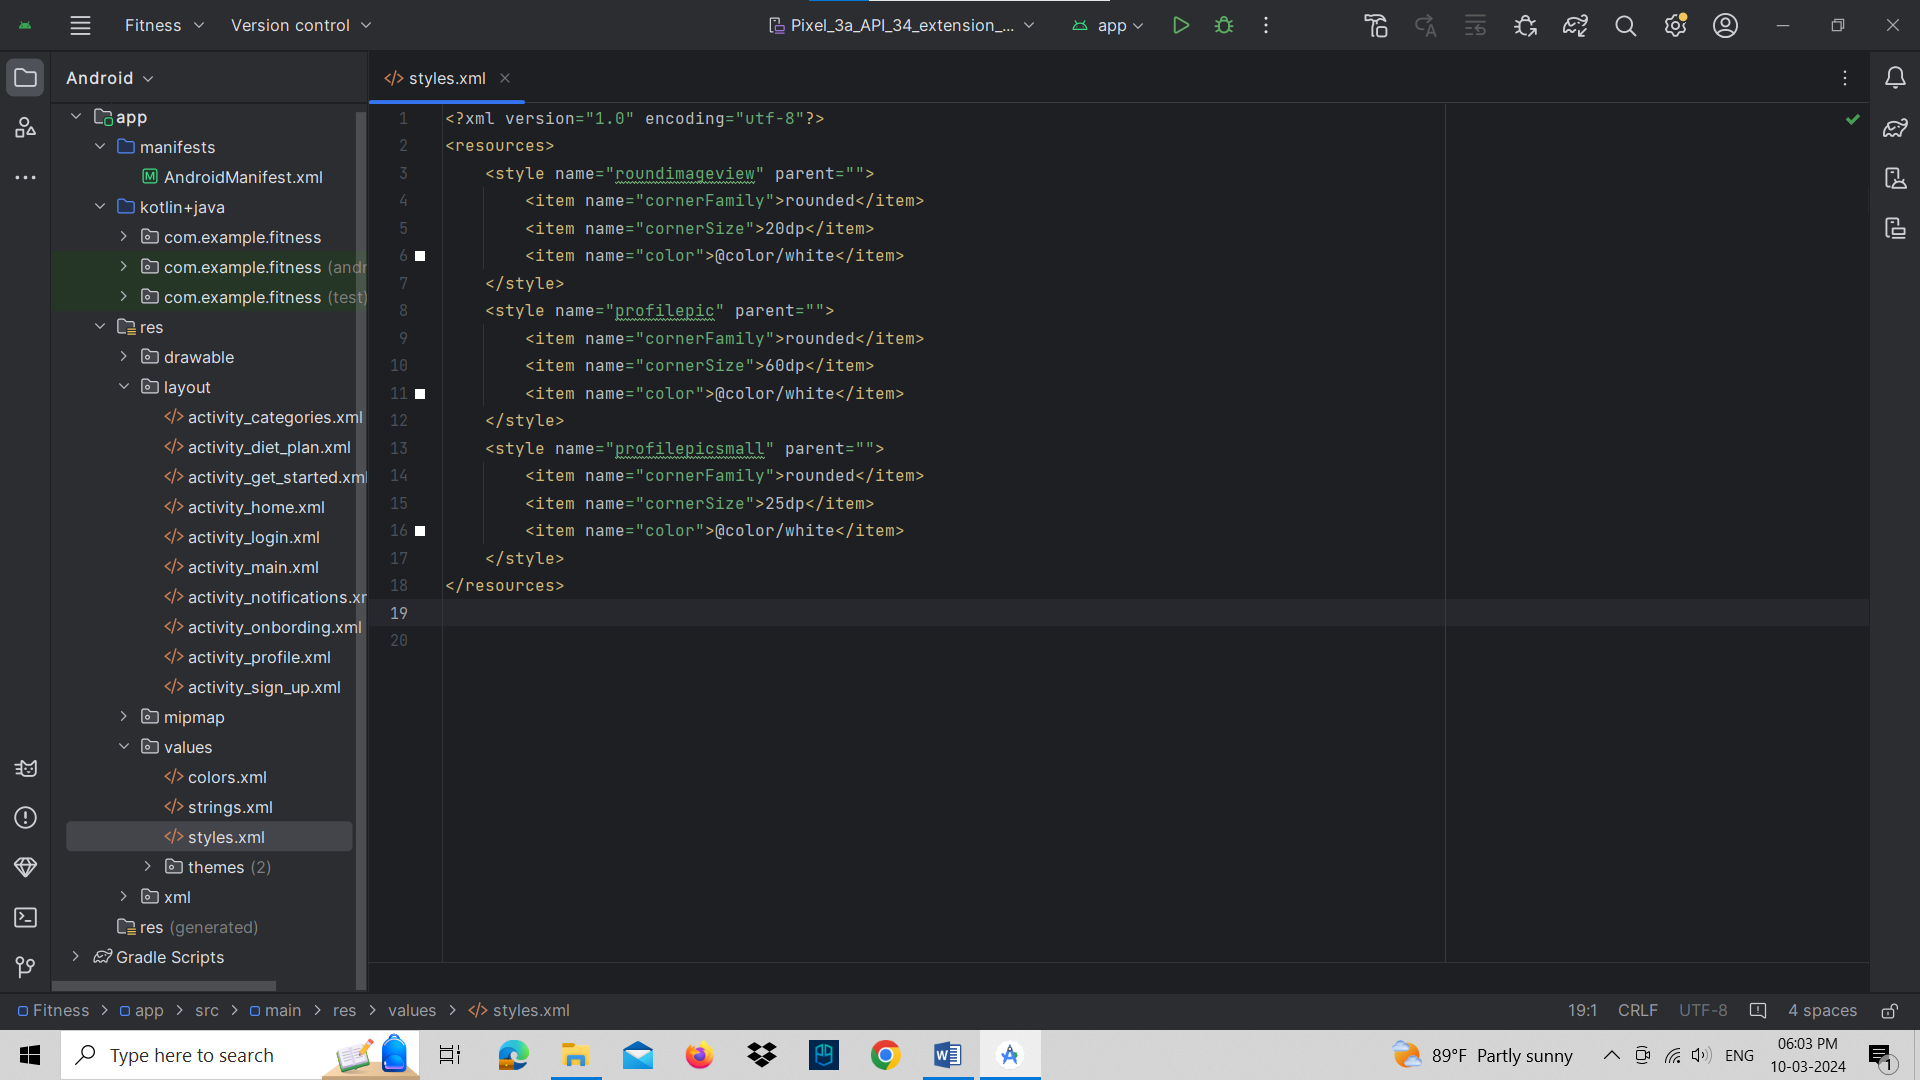 Fitness
Version control
Pixel_3a_API_34_extension_...
app
Android
styles.xml
app
manifests
AndroidManifest.xml
kotlin+java
com.example.fitness
com.example.fitness (andr
com.example.fitness (test)
res
drawable
layout
activity_categories.xml
activity_diet_plan.xml
activity_get_started.xml
activity_home.xml
activity_login.xml
activity_main.xml
activity_notifications.xm
activity_onbording.xml
activity_profile.xml
activity_sign_up.xml
mipmap
values
colors.xml
strings.xml
styles.xml
themes (2)
xml
res (generated)
Gradle Scripts
1 <?xml version="1.0" encoding="utf-8"?>
2 <resources>
3 <style name="roundimageview" parent="">
4 <item name="cornerFamily">rounded</item>
5 <item name="cornerSize">20dp</item>
6 <item name="color">@color/white</item>
7 </style>
8 <style name="profilepic" parent="">
9 <item name="cornerFamily">rounded</item>
10 <item name="cornerSize">60dp</item>
11 <item name="color">@color/white</item>
12 </style>
13 <style name="profilepicsmall" parent="">
14 <item name="cornerFamily">rounded</item>
15 <item name="cornerSize">25dp</item>
16 <item name="color">@color/white</item>
17 </style>
18 </resources>
19
20
Fitness > app > src > main > res > values > styles.xml
19:1 CRLF UTF-8 4 spaces
Type here to search
89°F Partly sunny
ENG
06:03 PM
10-03-2024
1